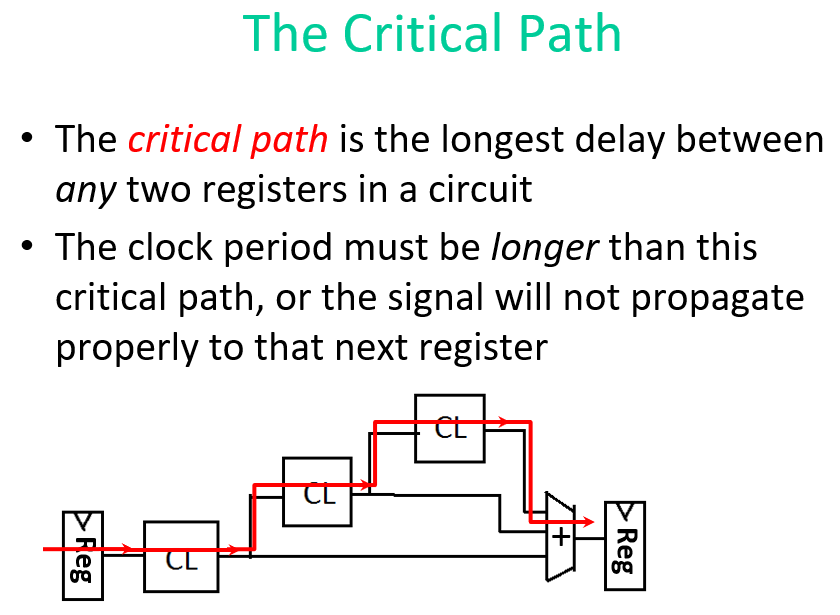 The Critical Path
• The critical path is the longest delay between
any two registers in a circuit
• The clock period must be longer than this
critical path, or the signal will not propagate
properly to that next register
CL
CL
Reg
CL
+
Reg